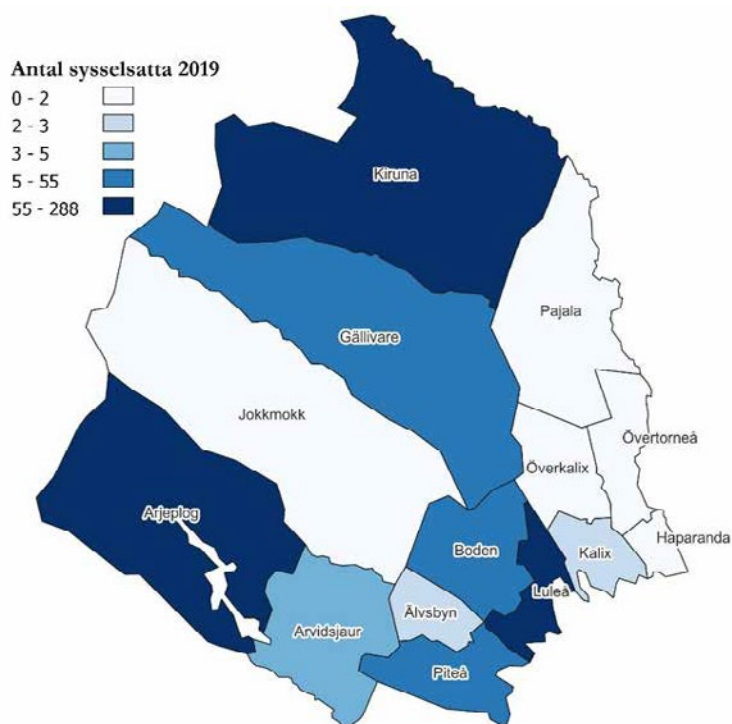 Antal sysselsatta 2019
0 - 2
2 - 3
3 - 5
5 - 55
55 - 288
Kiruna
Pajala
Gällivare
Jokkmokk
Övertorneå
Överkalix
Arjeplog
Haparanda
Boden
Kalix
Luleå
Älvsbyn
Arvidsjaur
Piteå